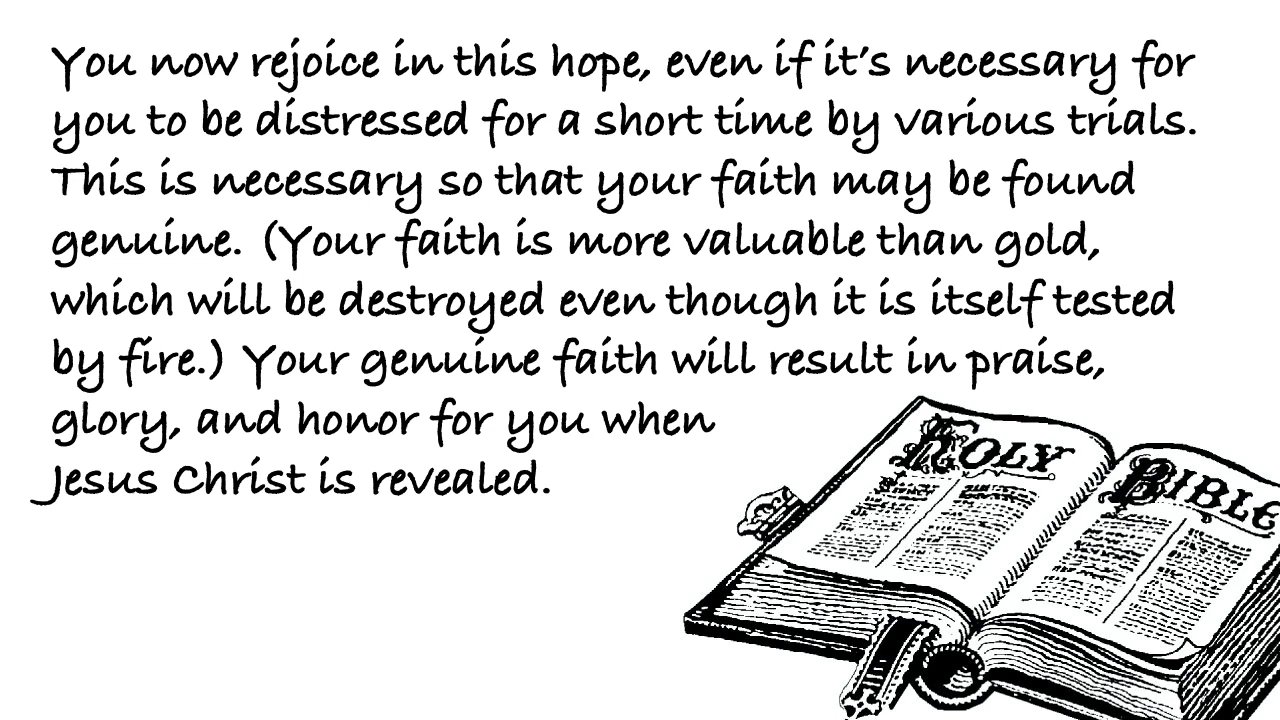 You now rejoice in this hope, even if it’s necessary for
you to be distressed for a short time by various trials.
This is necessary so that your faith may be found
genuine. (Your faith is more valuable than gold,
which will be destroyed even though it is itself tested
by fire.) Your genuine faith will result in praise,
glory, and honor for you when
Jesus Christ is revealed.
HOLY BIBLE